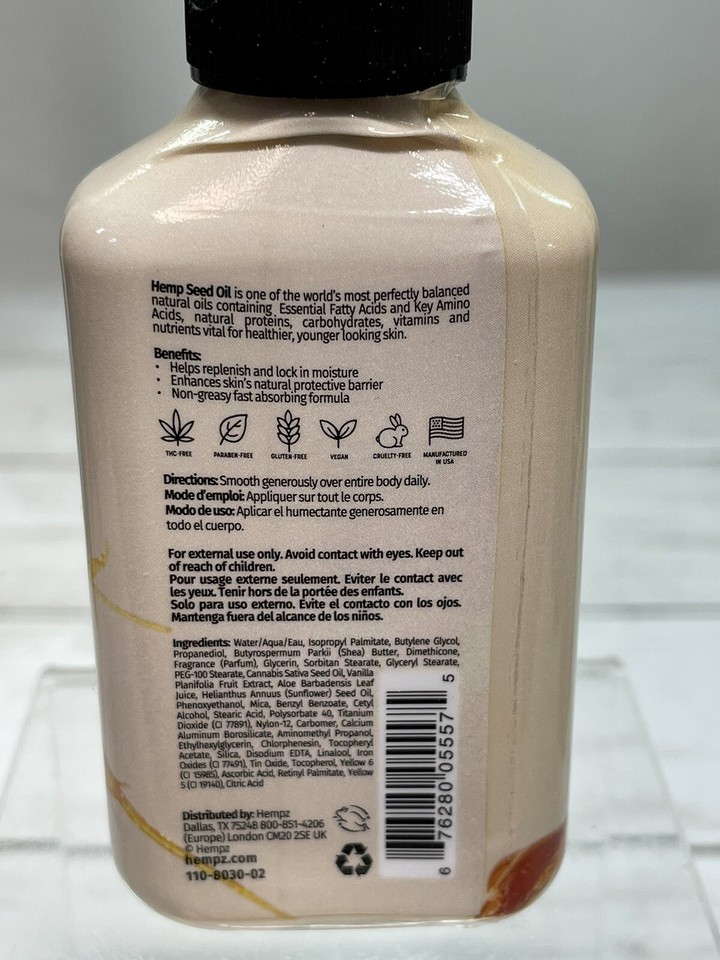 Hemp Seed Oil is one of the world's most perfectly balanced
natural oils containing Essential Fatty Acids and Key Amino
Acids, natural proteins, carbohydrates, vitamins and
nutrients vital for healthier, younger looking skin.
Benefits:
• Helps replenish and lock in moisture
• Enhances skin's natural protective barrier
• Non-greasy fast absorbing formula
THC-FREE PARABEN-FREE GLUTEN-FREE VEGAN CRUELTY-FREE MANUFACTURED
IN USA
Directions: Smooth generously over entire body daily.
Mode d'emploi: Appliquer sur tout le corps.
Modo de uso: Aplicar el humectante generosamente en
todo el cuerpo.
For external use only. Avoid contact with eyes. Keep out
of reach of children.
Pour usage externe seulement. Eviter le contact avec
les yeux. Tenir hors de la portée des enfants.
Solo para uso externo. Evite el contacto con los ojos.
Mantenga fuera del alcance de los niños.
Ingredients: Water/Aqua/Eau, Isopropyl Palmitate, Butylene Glycol,
Propanediol, Butyrospermum Parkii (Shea) Butter, Dimethicone,
Fragrance (Parfum), Glycerin, Sorbitan Stearate, Glyceryl Stearate,
PEG-100 Stearate, Cannabis Sativa Seed Oil, Vanilla
Planifolia Fruit Extract, Aloe Barbadensis Leaf
Juice, Helianthus Annuus (Sunflower) Seed Oil,
Phenoxyethanol, Mica, Benzyl Benzoate, Cetyl
Alcohol, Stearic Acid, Polysorbate 40, Titanium
Dioxide (CI 77891), Nylon-12, Carbomer, Calcium
Aluminum Borosilicate, Aminomethyl Propanol,
Ethylhexylglycerin, Chlorphenesin, Tocopheryl
Acetate, Silica, Disodium EDTA, Linalool, Iron
Oxides (CI 77491), Tin Oxide, Tocopherol, Yellow 6
(CI 15985), Ascorbic Acid, Retinyl Palmitate, Yellow
5 (CI 19140), Citric Acid
6 76280 05557 5
Distributed by: Hempz
Dallas, TX 75248 800-851-4206
(Europe) London CM20 2SE UK
© Hempz
hempz.com
110-8030-02